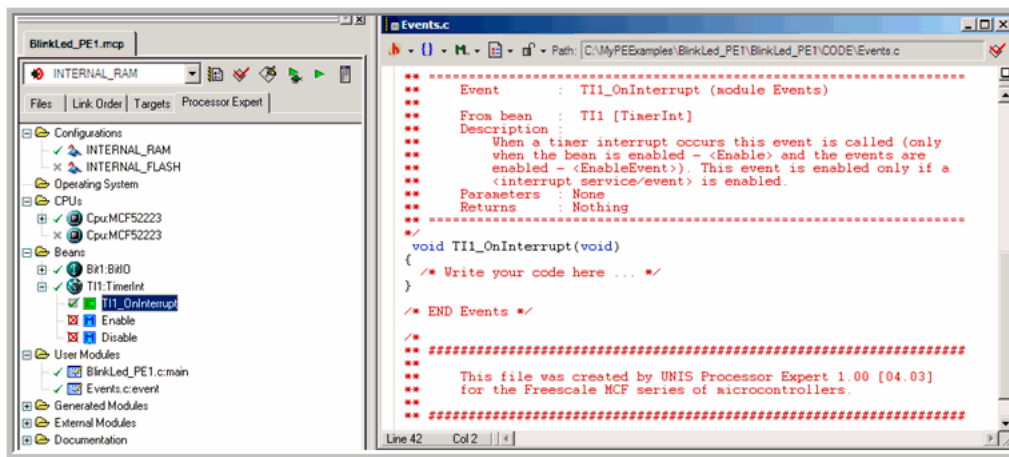 BlinkLed_PE1.mcp
INTERNAL_RAM
Files Link Order Targets Processor Expert
Configurations
INTERNAL_RAM
INTERNAL_FLASH
Operating System
CPUs
Cpu:MCF52223
Cpu:MCF52223
Beans
Bit1:BitIO
TI1:TimerInt
TI1_OnInterrupt
Enable
Disable
User Modules
BlinkLed_PE1.c:main
Events.c:event
Generated Modules
External Modules
Documentation
Events.c
h {} M. Path: C:\MyPEExamples\BlinkLed_PE1\BlinkLed_PE1\CODE\Events.c
** ===================================================================
** Event : TI1_OnInterrupt (module Events)
**
** From bean : TI1 [TimerInt]
** Description :
** When a timer interrupt occurs this event is called (only
** when the bean is enabled - <Enable> and the events are
** enabled - <EnableEvent>). This event is enabled only if a
** <interrupt service/event> is enabled.
** Parameters : None
** Returns : Nothing
** ===================================================================
*/
void TI1_OnInterrupt(void)
{
/* Write your code here ... */
}
/* END Events */
/*
** ###################################################################
**
** This file was created by UNIS Processor Expert 1.00 [04.03]
** for the Freescale MCF series of microcontrollers.
**
** ###################################################################
Line 42 Col 2